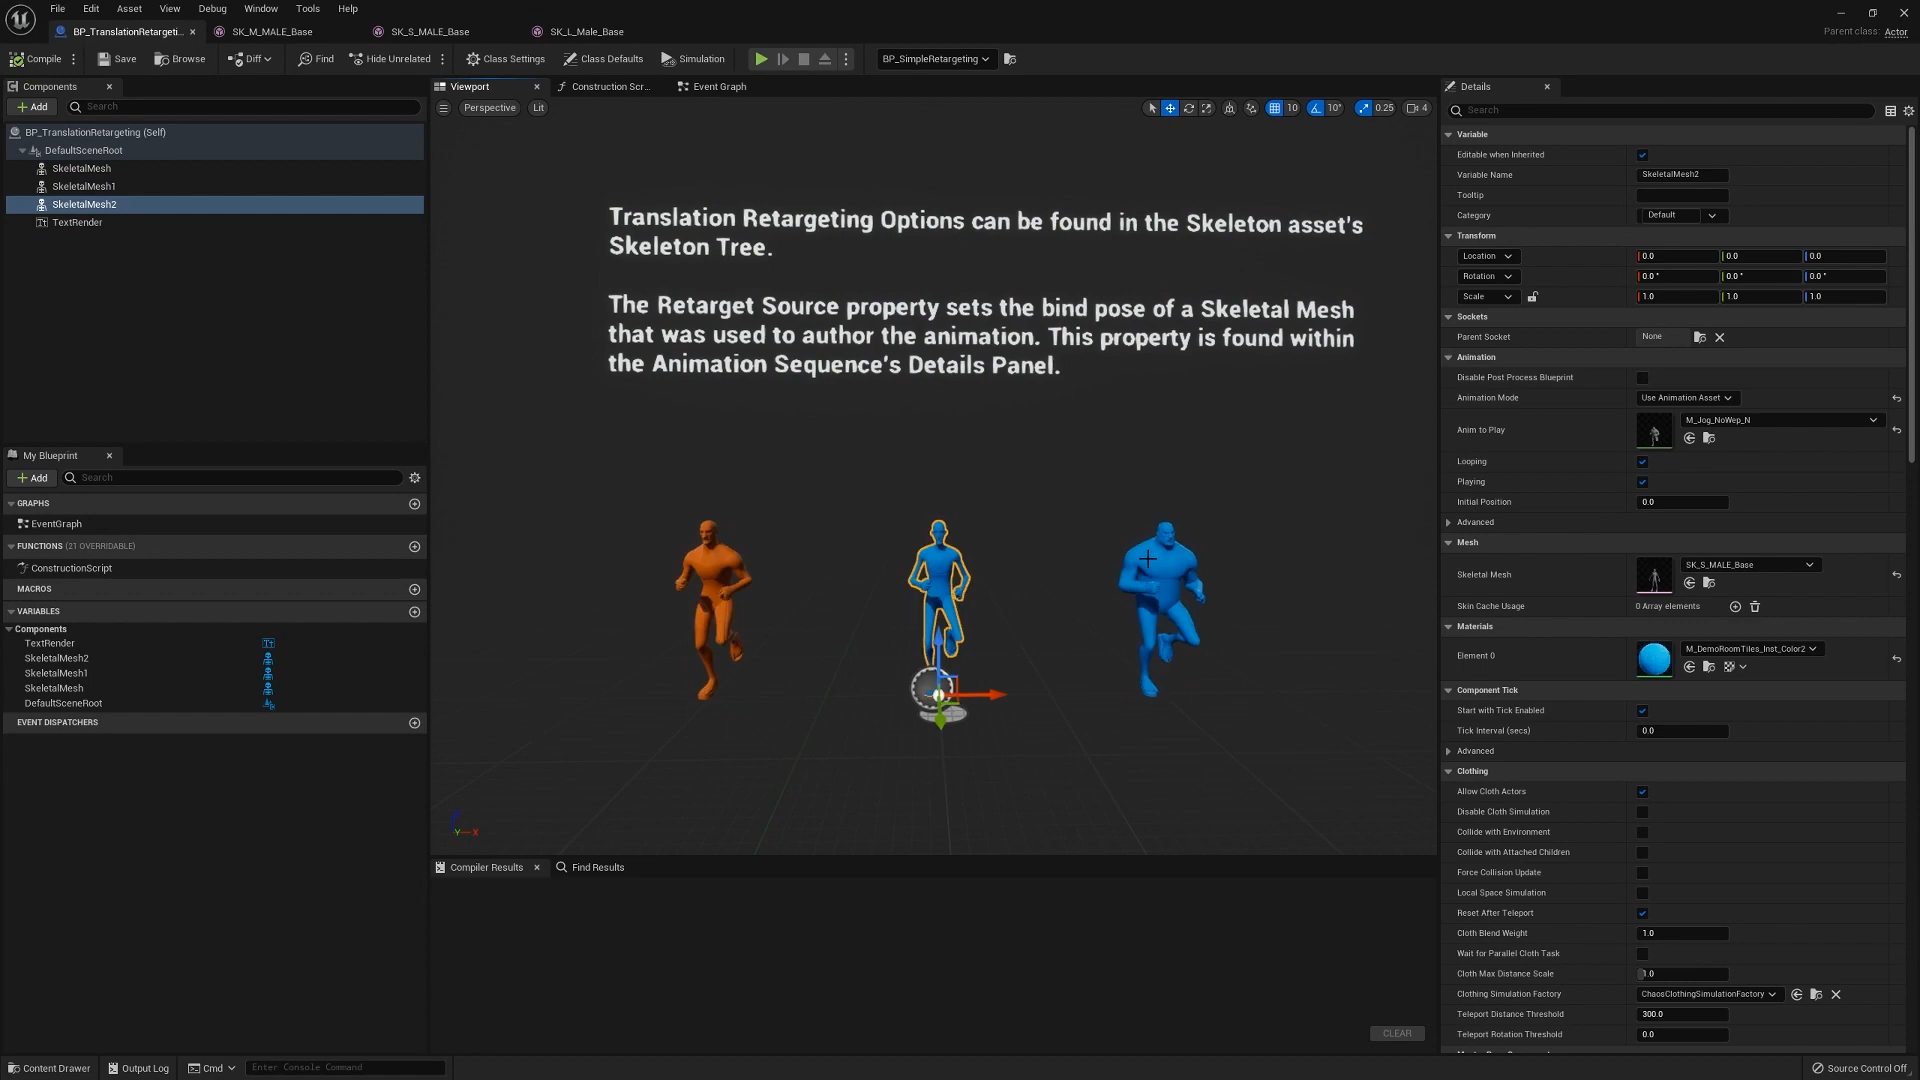 File Edit Asset View Debug Window Tools Help
BP_TranslationRetargeti... SK_M_MALE_Base SK_S_MALE_Base SK_L_Male_Base Parent class: Actor
Compile Save Browse Diff Find Hide Unrelated Class Settings Class Defaults Simulation BP_SimpleRetargeting
Components
Add Search
BP_TranslationRetargeting (Self)
DefaultSceneRoot
SkeletalMesh
SkeletalMesh1
SkeletalMesh2
TextRender
My Blueprint
Add Search
GRAPHS
EventGraph
FUNCTIONS (21 OVERRIDABLE)
ConstructionScript
MACROS
VARIABLES
Components
TextRender
SkeletalMesh2
SkeletalMesh1
SkeletalMesh
DefaultSceneRoot
EVENT DISPATCHERS
Viewport Construction Scr... Event Graph
Perspective Lit 10 10° 0.25 4
Translation Retargeting Options can be found in the Skeleton asset's
Skeleton Tree.
The Retarget Source property sets the bind pose of a Skeletal Mesh
that was used to author the animation. This property is found within
the Animation Sequence's Details Panel.
Y X
Compiler Results Find Results
CLEAR
Details
Search
Variable
Editable when Inherited
Variable Name SkeletalMesh2
Tooltip
Category Default
Transform
Location 0.0 0.0 0.0
Rotation 0.0 ° 0.0 ° 0.0 °
Scale 1.0 1.0 1.0
Sockets
Parent Socket None
Animation
Disable Post Process Blueprint
Animation Mode Use Animation Asset
Anim to Play M_Jog_NoWep_N
Looping
Playing
Initial Position 0.0
Advanced
Mesh
Skeletal Mesh SK_S_MALE_Base
Skin Cache Usage 0 Array elements
Materials
Element 0 M_DemoRoomTiles_Inst_Color2
Component Tick
Start with Tick Enabled
Tick Interval (secs) 0.0
Advanced
Clothing
Allow Cloth Actors
Disable Cloth Simulation
Collide with Environment
Collide with Attached Children
Force Collision Update
Local Space Simulation
Reset After Teleport
Cloth Blend Weight 1.0
Wait for Parallel Cloth Task
Cloth Max Distance Scale 1.0
Clothing Simulation Factory ChaosClothingSimulationFactory
Teleport Distance Threshold 300.0
Teleport Rotation Threshold 0.0
Content Drawer Output Log Cmd Enter Console Command Source Control Off